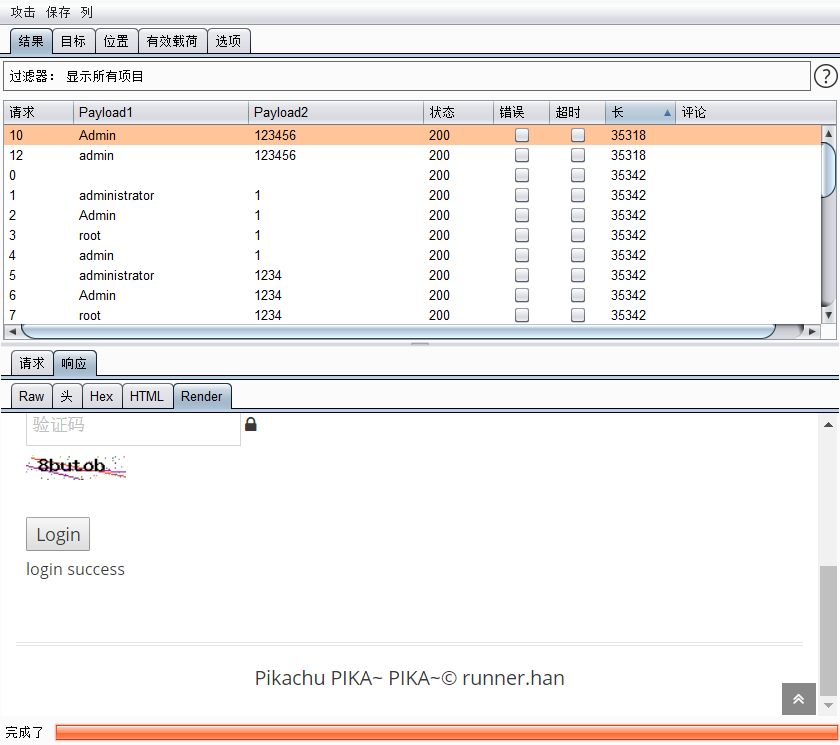 攻击 保存 列
结果 目标 位置 有效载荷 选项
过滤器： 显示所有项目 ?
请求 Payload1 Payload2 状态 错误 超时 长 评论
10 Admin 123456 200 35318
12 admin 123456 200 35318
0 200 35342
1 administrator 1 200 35342
2 Admin 1 200 35342
3 root 1 200 35342
4 admin 1 200 35342
5 administrator 1234 200 35342
6 Admin 1234 200 35342
7 root 1234 200 35342
请求 响应
Raw 头 Hex HTML Render
验证码
8butob
Login
login success
Pikachu PIKA~ PIKA~© runner.han
完成了